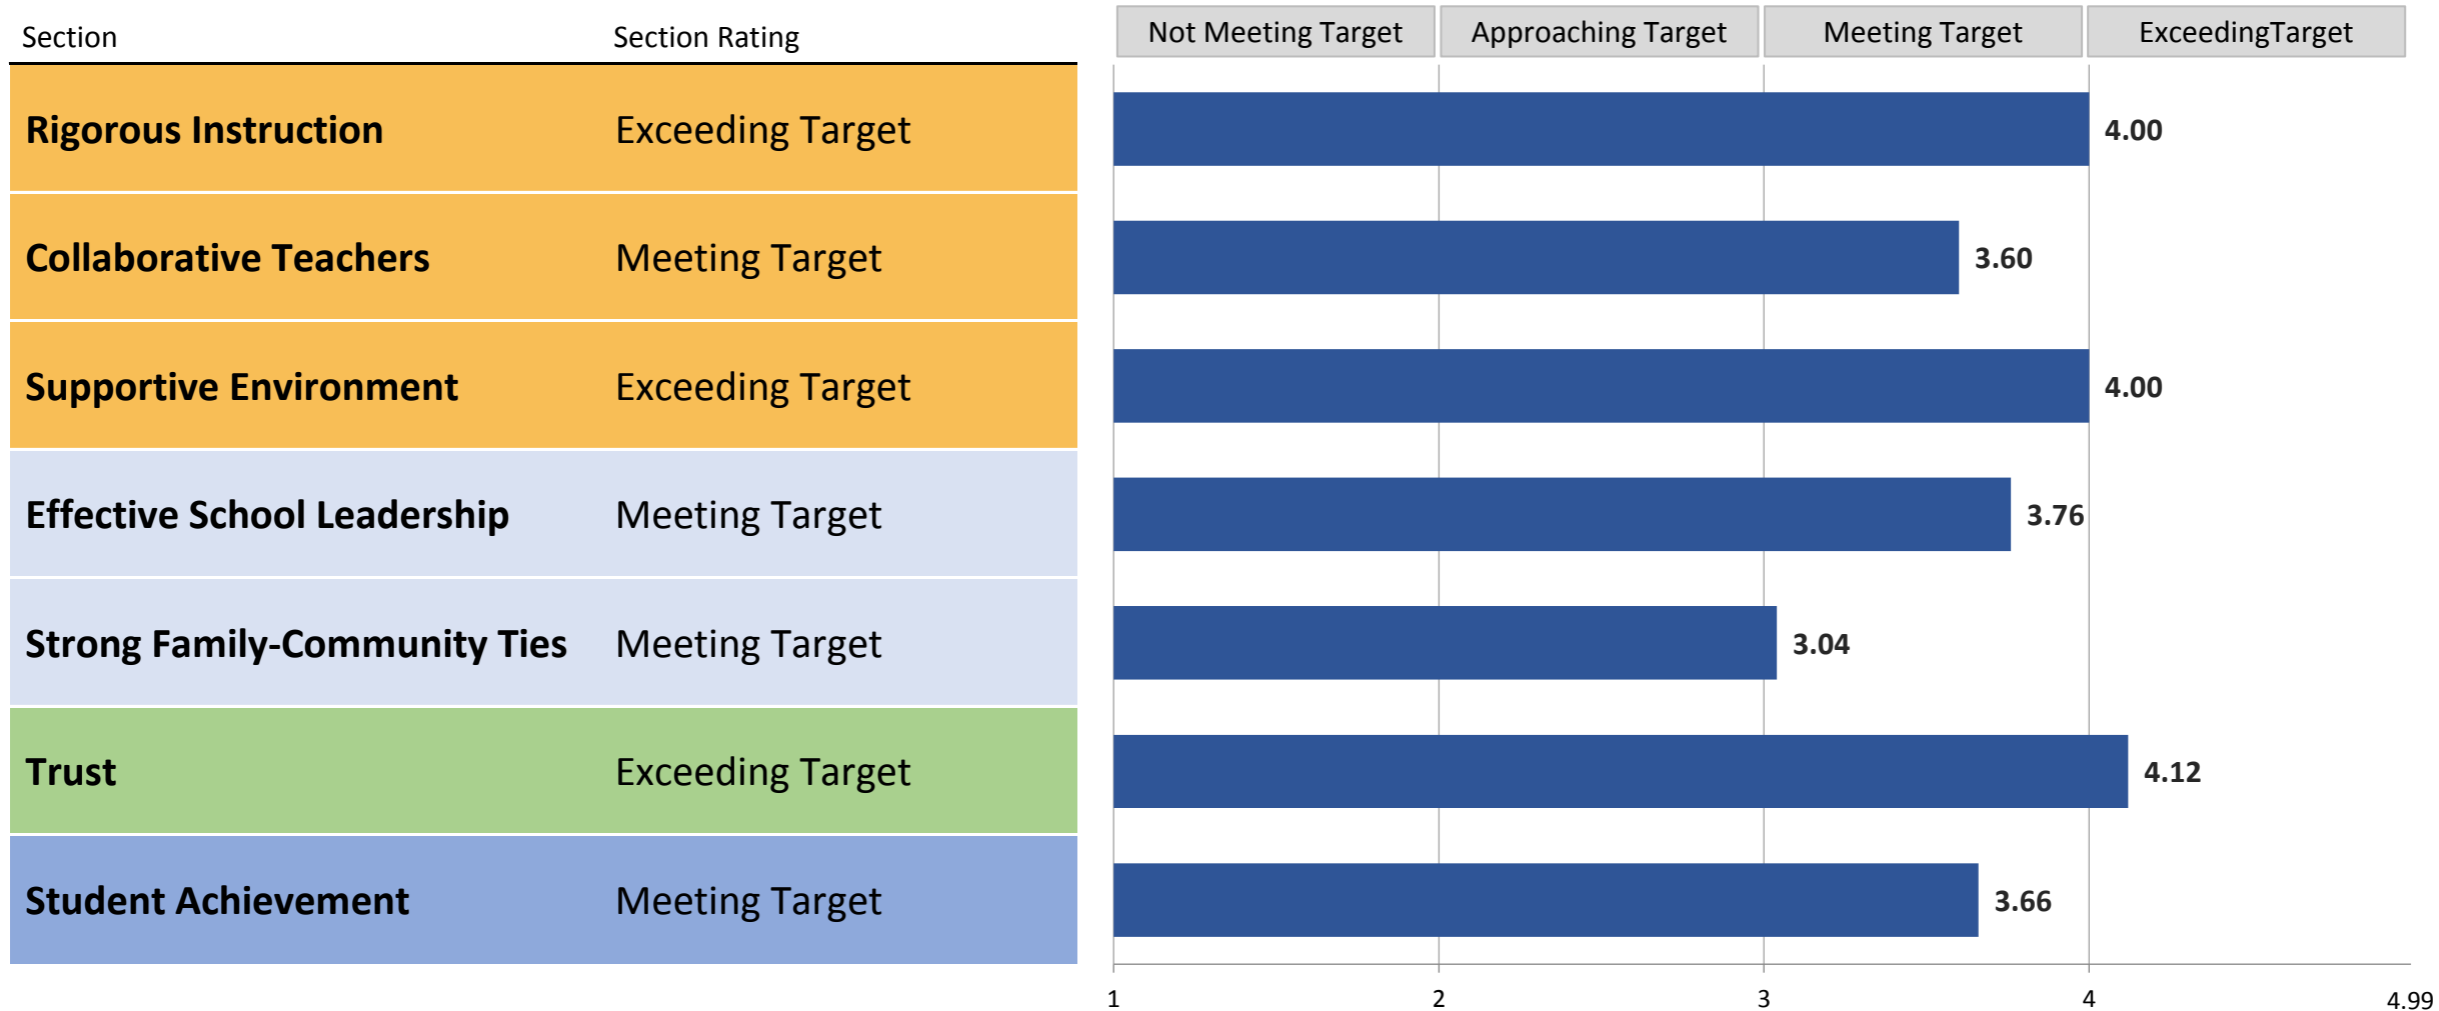 Section Section Rating Not Meeting Target Approaching Target Meeting Target ExceedingTarget
Rigorous Instruction Exceeding Target 4.00
Collaborative Teachers Meeting Target 3.60
Supportive Environment Exceeding Target 4.00
Effective School Leadership Meeting Target 3.76
Strong Family-Community Ties Meeting Target 3.04
Trust Exceeding Target 4.12
Student Achievement Meeting Target 3.66
1 2 3 4 4.99